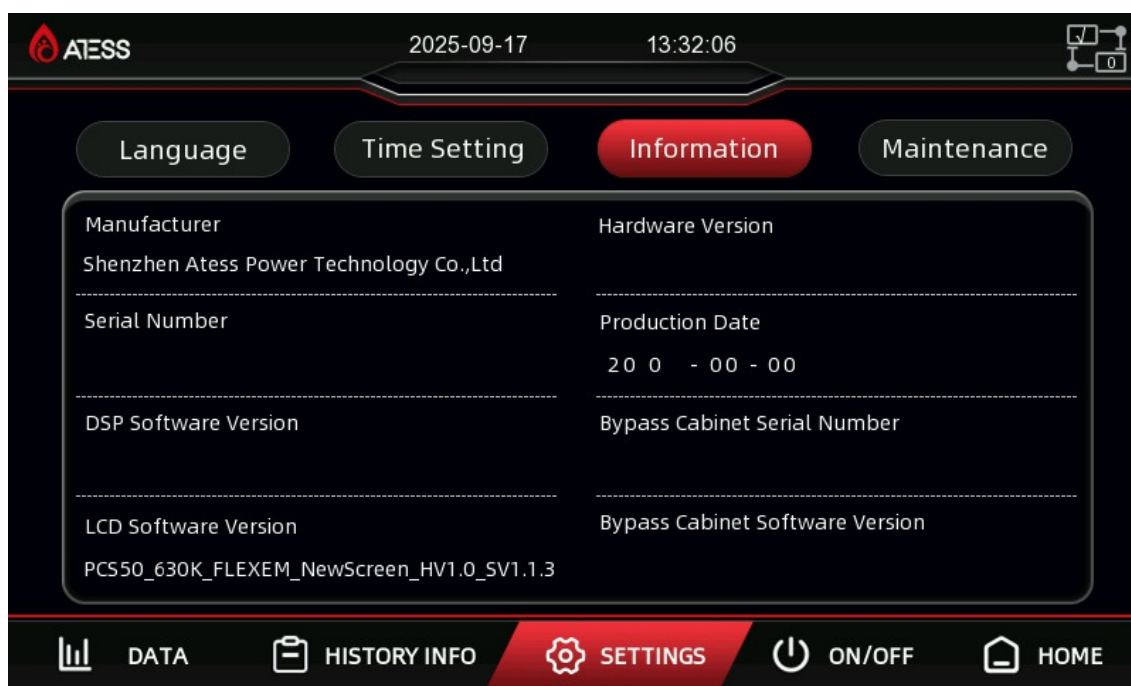 ATESS
2025-09-17 13:32:06
0
Language Time Setting Information Maintenance
Manufacturer
Shenzhen Atess Power Technology Co.,Ltd
Hardware Version
Serial Number
Production Date
20 0 - 00 - 00
DSP Software Version
Bypass Cabinet Serial Number
LCD Software Version
PCS50_630K_FLEXEM_NewScreen_HV1.0_SV1.1.3
Bypass Cabinet Software Version
DATA HISTORY INFO SETTINGS ON/OFF HOME